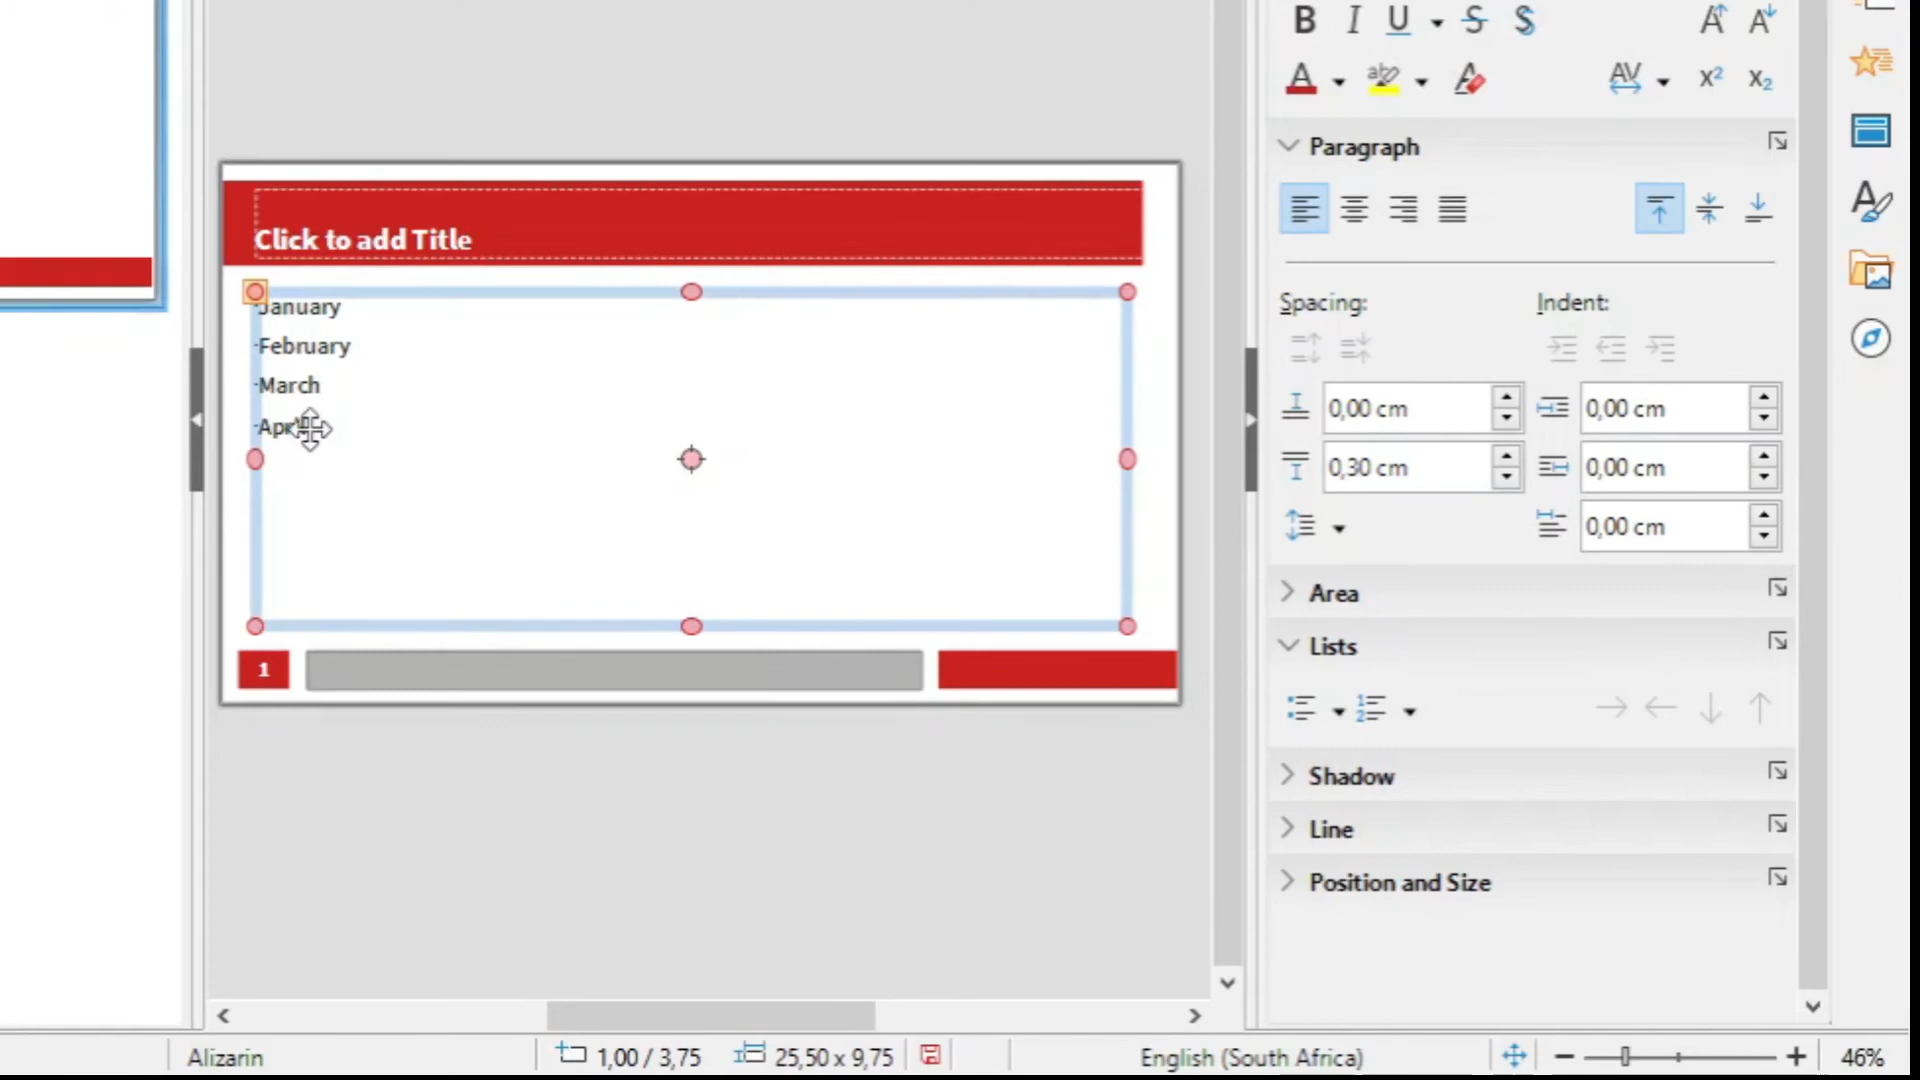 B I U S S A A
A ab A AV x² x₂
Paragraph
Click to add Title
Spacing: Indent:
January
February
March
0,00 cm 0,00 cm
0,30 cm 0,00 cm
0,00 cm
Area
Lists
1
Shadow
Line
Position and Size
Alizarin 1,00 / 3,75 25,50 x 9,75 English (South Africa) 46%